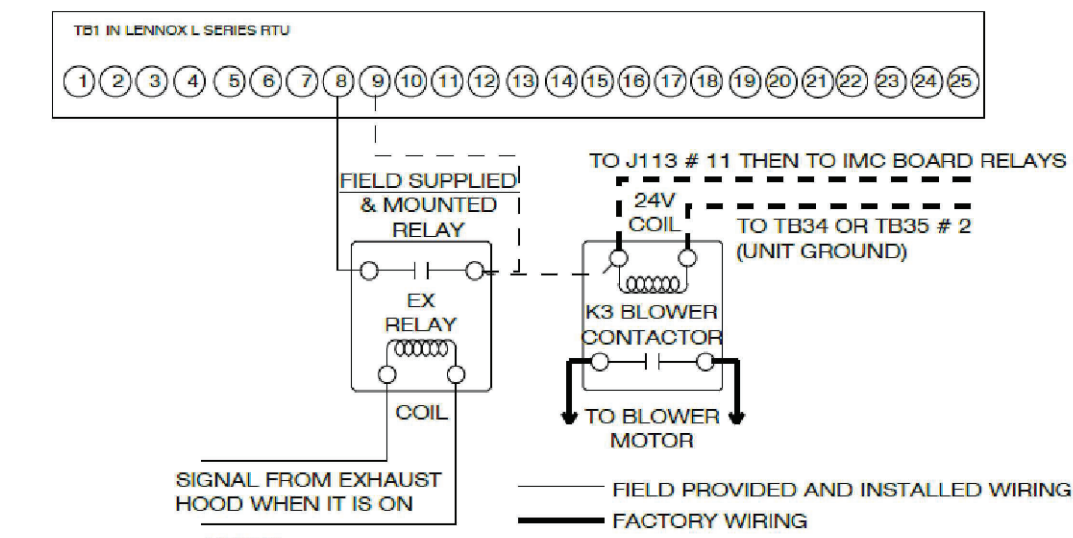 TB1 IN LENNOX L SERIES RTU
1 2 3 4 5 6 7 8 9 10 11 12 13 14 15 16 17 18 19 20 21 22 23 24 25
TO J113 # 11 THEN TO IMC BOARD RELAYS
FIELD SUPPLIED
& MOUNTED
RELAY
24V
COIL
TO TB34 OR TB35 # 2
(UNIT GROUND)
EX
RELAY
K3 BLOWER
CONTACTOR
COIL
TO BLOWER
MOTOR
SIGNAL FROM EXHAUST
HOOD WHEN IT IS ON
FIELD PROVIDED AND INSTALLED WIRING
FACTORY WIRING